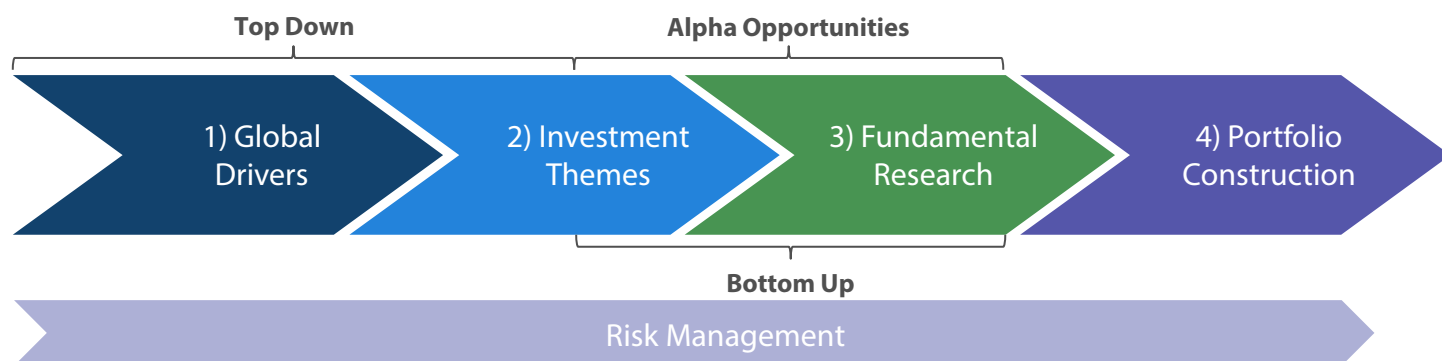 Top Down
Alpha Opportunities
1) Global
Drivers
2) Investment
Themes
3) Fundamental
Research
4) Portfolio
Construction
Bottom Up
Risk Management